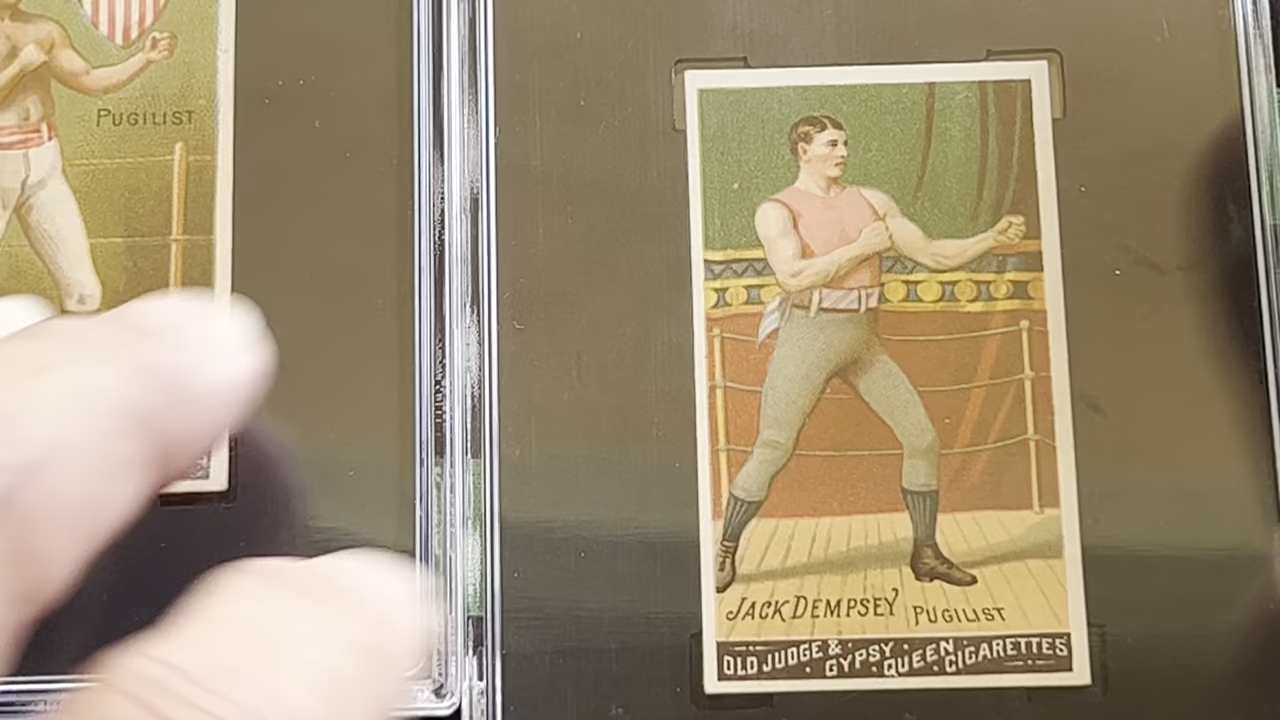 PUGILIST
JACK DEMPSEY PUGILIST
OLD JUDGE & GYPSY QUEEN CIGARETTES